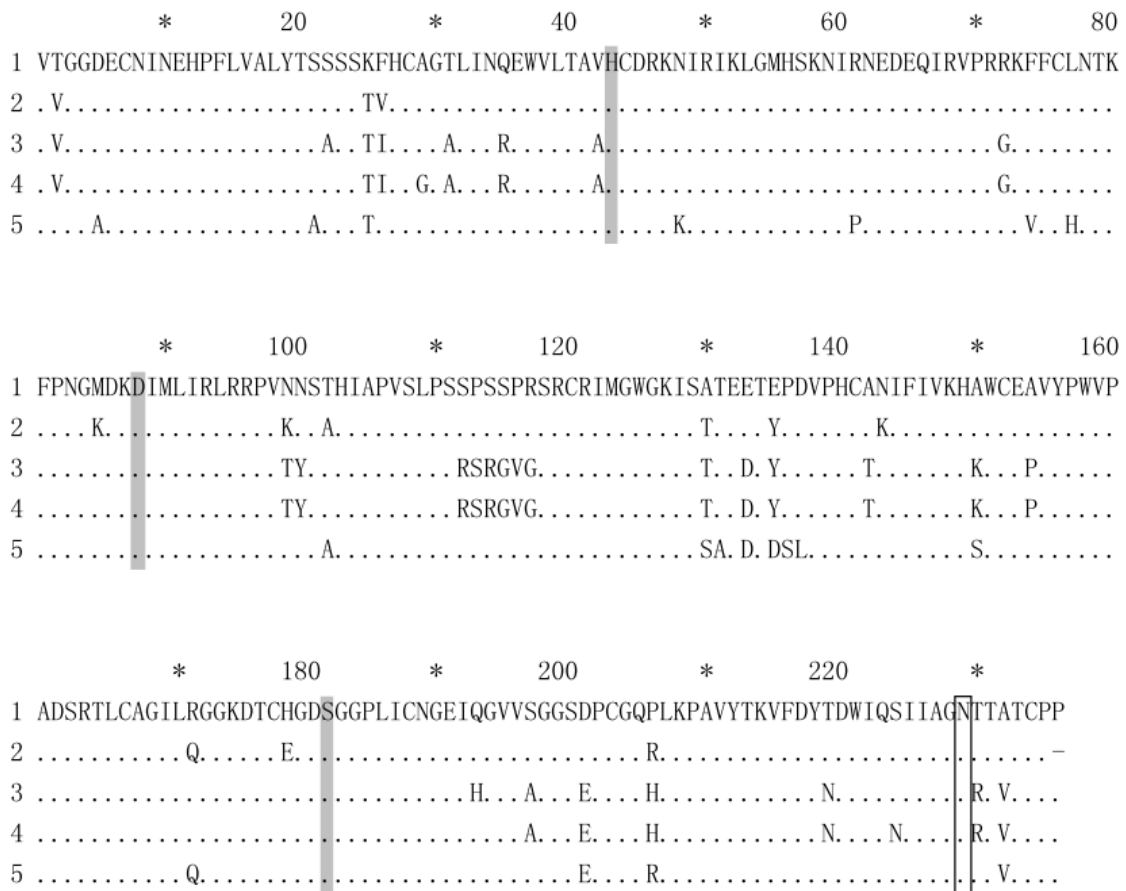 * 20 * 40 * 60 * 80
1 VTGGDECNINEHPFLVALYTSSSSKFHCAGTLINQEWVLTAVHCDRKNIRIKLGMHSKNIRNEDEQIRVPRRKFFCLNTK
2 .V......................TV......................................................
3 .V...................A..TI....A...R......A.............................G........
4 .V......................TI..G.A...R......A.............................G........
5 ....A...............A...T......................K............P............V..H...
* 100 * 120 * 140 * 160
1 FPNGMDKDIMLIRLRRPVNNSTHIAPVSLPSSPSSPRSRCRIMGWGKISATEETEPDVPHCANIFIVKHAWCEAVYPWVP
2 ....K.............K..A...........................T....Y.......K.................
3 ..................TY...........RSRGVG............T..D.Y......T.......K...P......
4 ..................TY...........RSRGVG............T..D.Y......T.......K...P......
5 .....................A...........................SA.D.DSL............S..........
* 180 * 200 * 220 *
1 ADSRTLCAGILRGGKDTCHGDSGGPLICNGEIQGVVSGGSDPCGQPLKPAVYTKVFDYTDWIQSIIAGNTTATCPP
2 ...........Q......E..........................R.............................-
3 ................................H...A...E....H............N..........R.V....
4 ....................................A...E....H............N....N.....R.V....
5 ...........Q............................E....R.........................V....